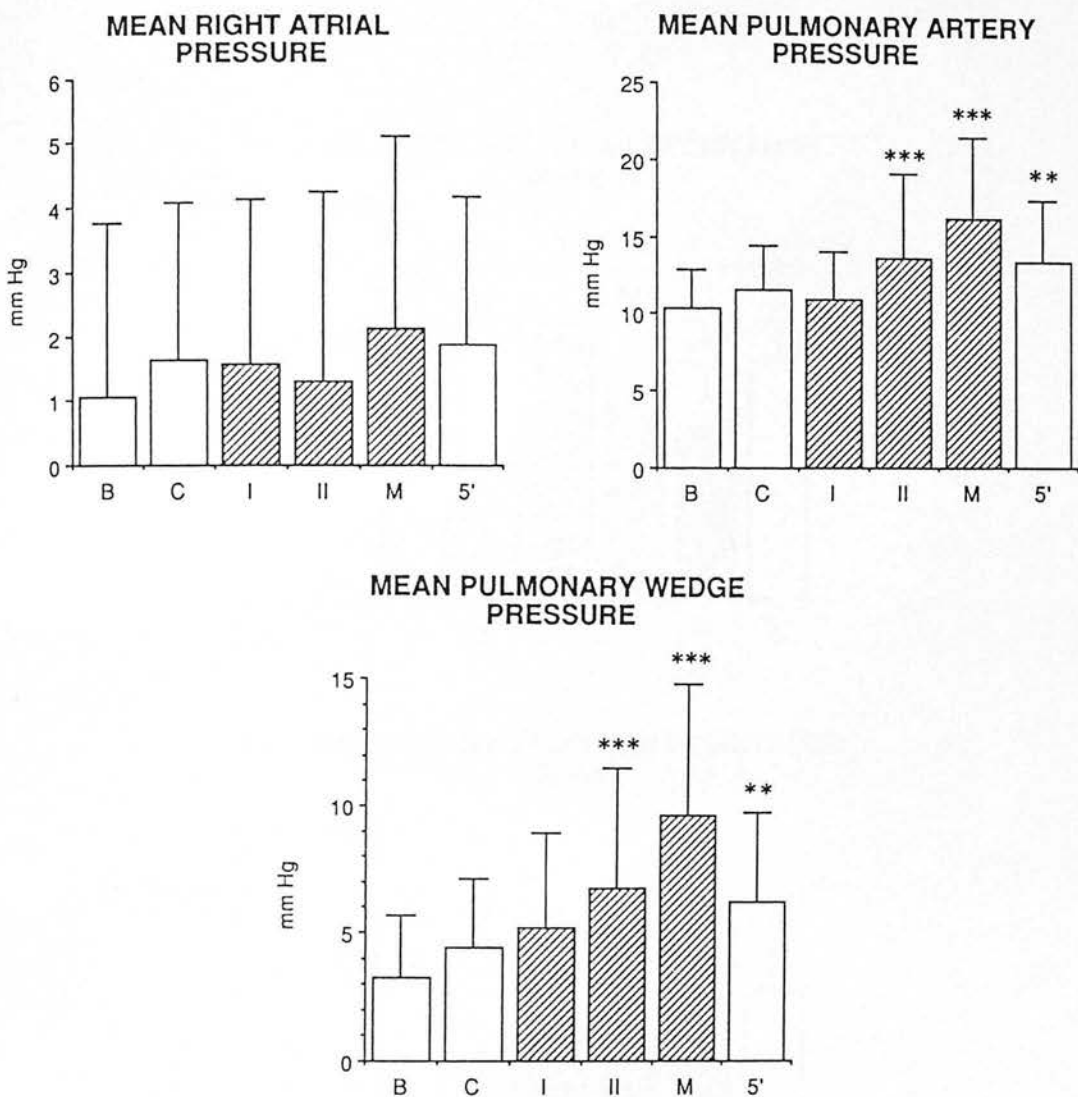 MEAN RIGHT ATRIAL
PRESSURE
6
5
4
3
2
1
0
mm Hg
B C I II M 5'
MEAN PULMONARY ARTERY
PRESSURE
25
20
15
10
5
0
mm Hg
***
***
**
B C I II M 5'
MEAN PULMONARY WEDGE
PRESSURE
15
10
5
0
mm Hg
***
***
**
B C I II M 5'